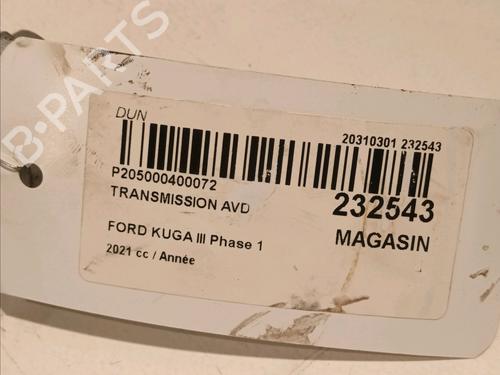 B-PARTS
DUN
20310301 232543
P205000400072
TRANSMISSION AVD
232543
FORD KUGA III Phase 1
MAGASIN
2021 cc / Année